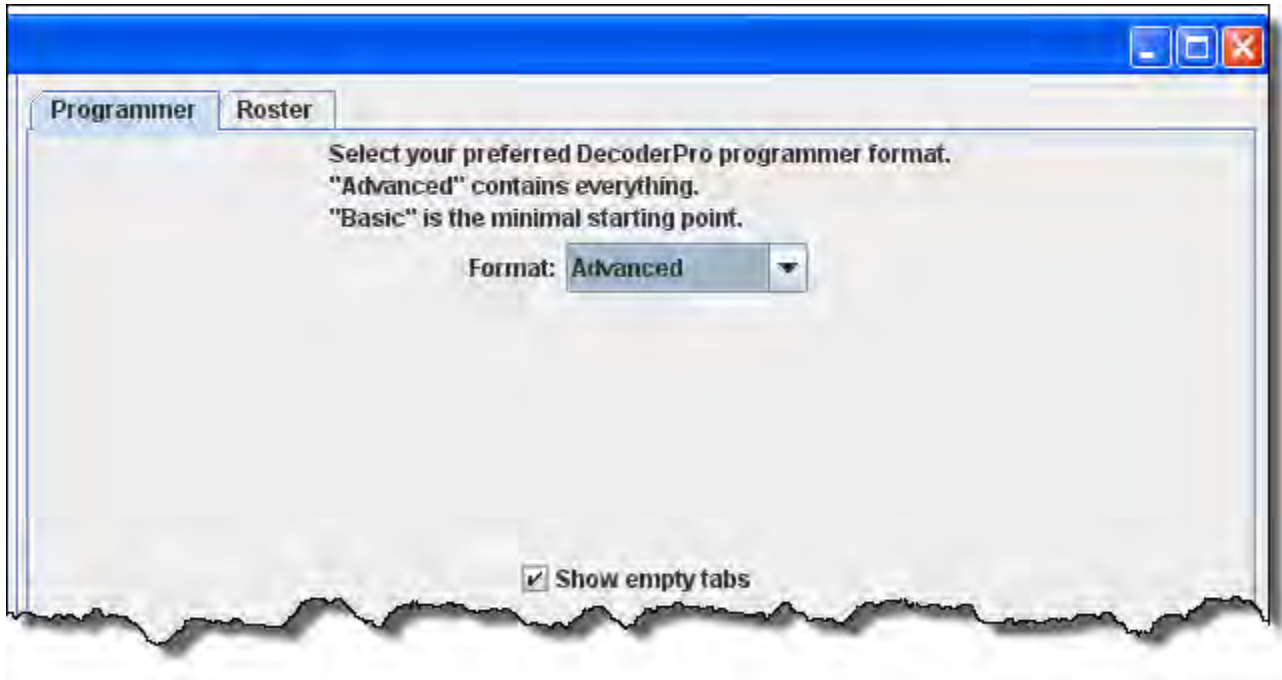 Programmer Roster
Select your preferred DecoderPro programmer format.
"Advanced" contains everything.
"Basic" is the minimal starting point.
Format: Advanced
Show empty tabs